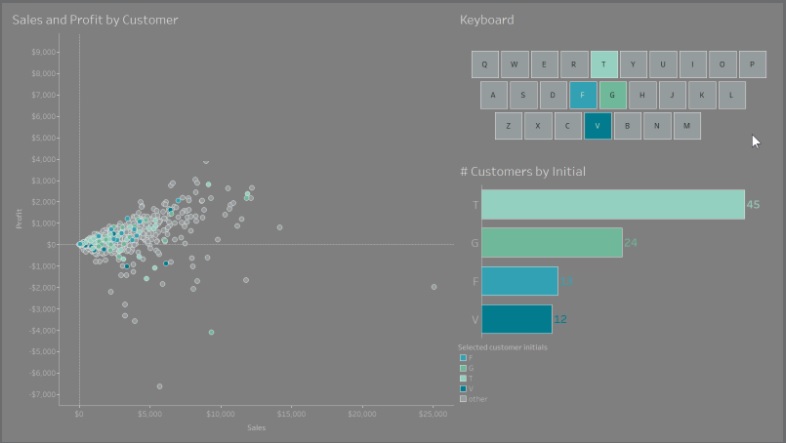 Sales and Profit by Customer
$9,000
$8,000
$7,000
$6,000
$5,000
$4,000
$3,000
$2,000
$1,000
$0
-$1,000
-$2,000
-$3,000
-$4,000
-$5,000
-$6,000
-$7,000
Profit
$0 $5,000 $10,000 $15,000 $20,000 $25,000
Sales
Keyboard
Q W E R T Y U I O P
A S D F G H J K L
Z X C V B N M
# Customers by Initial
T 45
G 24
F
V 12
Selected customer initials
F
G
T
V
other